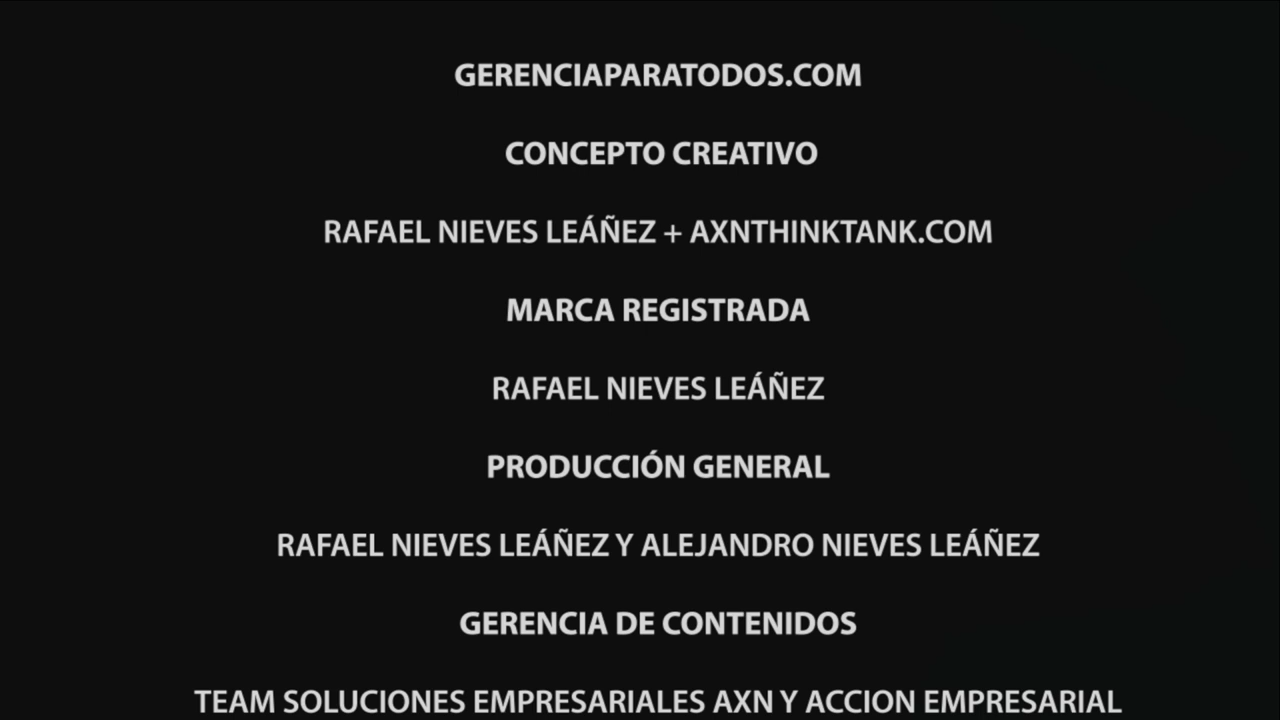 GERENCIAPARATODOS.COM
CONCEPTO CREATIVO
RAFAEL NIEVES LEÁÑEZ + AXNTHINKTANK.COM
MARCA REGISTRADA
RAFAEL NIEVES LEÁÑEZ
PRODUCCIÓN GENERAL
RAFAEL NIEVES LEÁÑEZ Y ALEJANDRO NIEVES LEÁÑEZ
GERENCIA DE CONTENIDOS
TEAM SOLUCIONES EMPRESARIALES AXN Y ACCION EMPRESARIAL